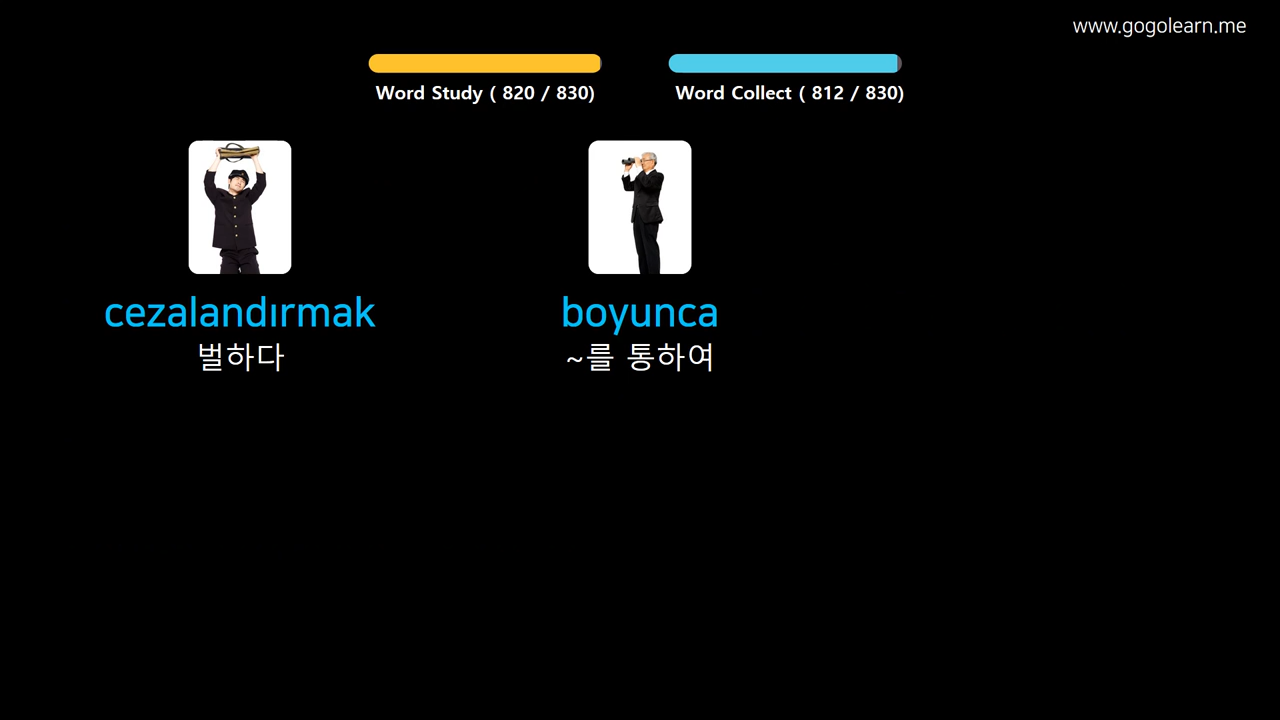 www.gogolearn.me
Word Study ( 820 / 830)
Word Collect ( 812 / 830)
cezalandırmak
벌하다
boyunca
~를 통하여